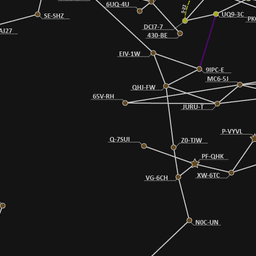 6UQ-4U
SE-SHZ
UQ9-3C
AJZ7
DCI7-7
430-BE
EIV-1W
9IPC-E
MC6-5J
QHJ-FW
6SV-RH
JURU-T
P-VYVL
Q-7SUI
Z0-TJW
PF-QHK
VG-6CH
XW-6TC
N0C-UN